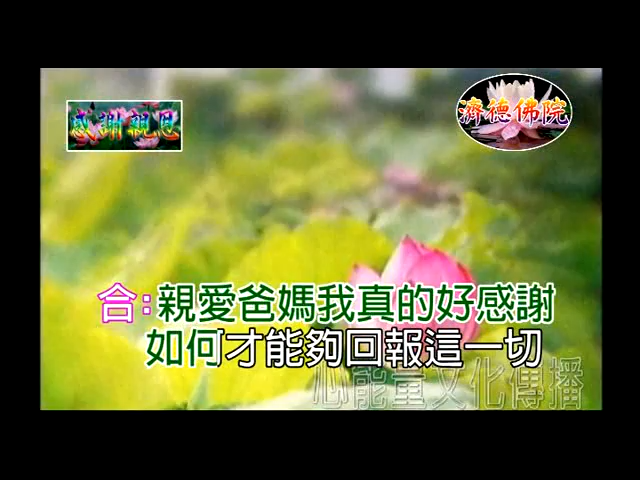 感謝親恩
濟德佛院
合:親愛爸媽我真的好感謝
如何才能夠回報這一切
心能量文化傳播